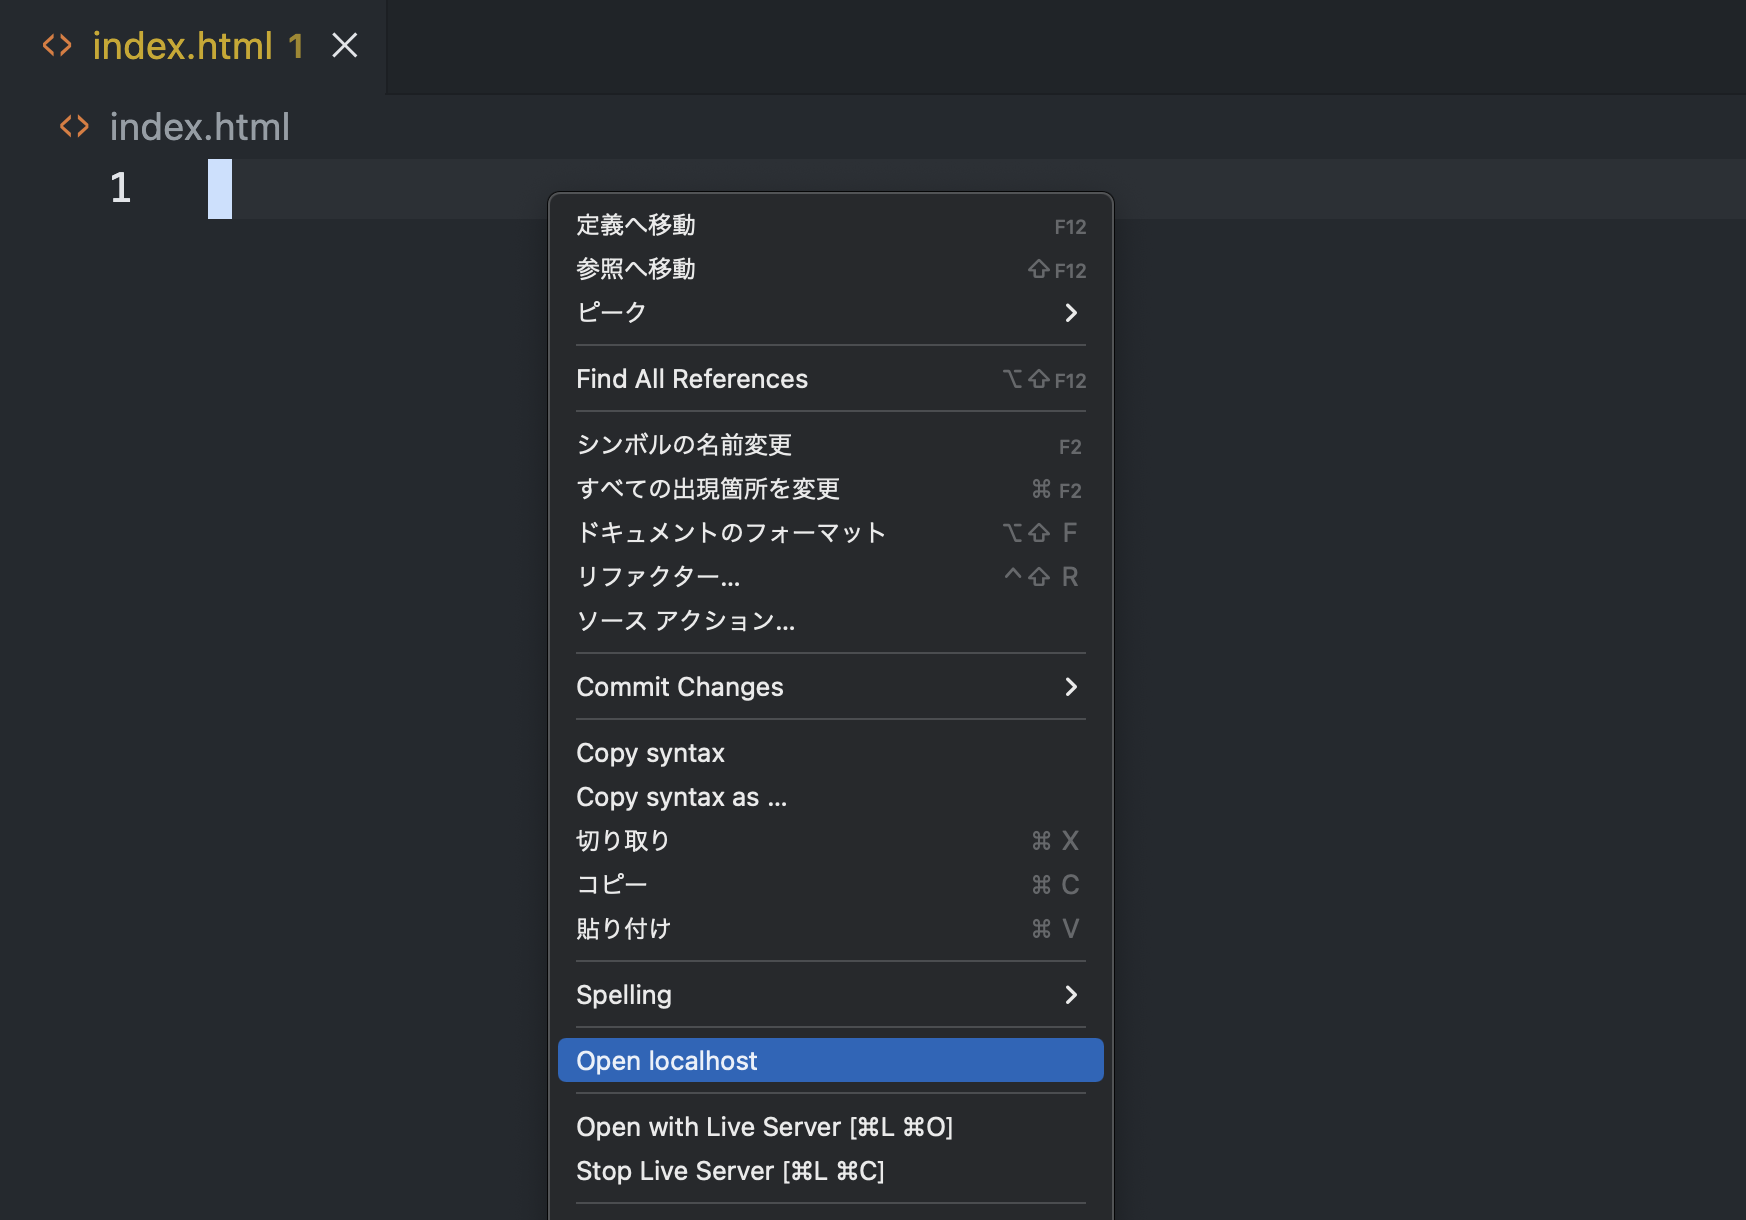 index.html 1
index.html
1
定義へ移動 F12
参照へ移動 ⇧F12
ピーク
Find All References ⌥⇧F12
シンボルの名前変更 F2
すべての出現箇所を変更 ⌘F2
ドキュメントのフォーマット ⌥⇧F
リファクター... ^⇧R
ソース アクション...
Commit Changes
Copy syntax
Copy syntax as ...
切り取り ⌘X
コピー ⌘C
貼り付け ⌘V
Spelling
Open localhost
Open with Live Server [⌘L ⌘O]
Stop Live Server [⌘L ⌘C]